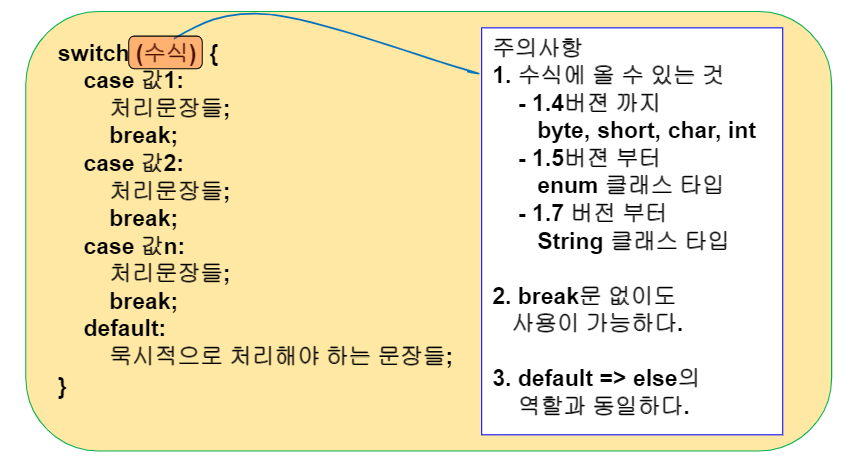 switch (수식) {
case 값1:
처리문장들;
break;
case 값2:
처리문장들;
break;
case 값n:
처리문장들;
break;
default:
묵시적으로 처리해야 하는 문장들;
}
주의사항
1. 수식에 올 수 있는 것
- 1.4버젼 까지
byte, short, char, int
- 1.5버젼 부터
enum 클래스 타입
- 1.7 버전 부터
String 클래스 타입
2. break문 없이도
사용이 가능하다.
3. default => else의
역할과 동일하다.